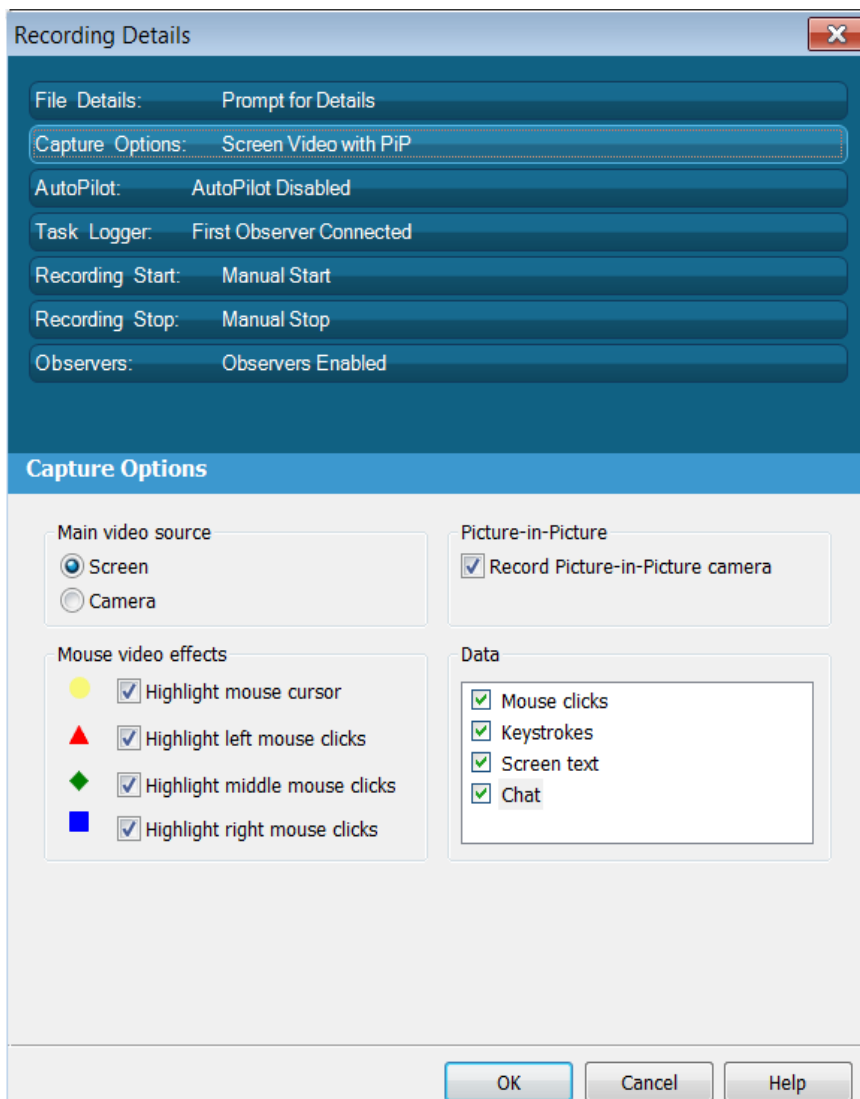 Recording Details
File Details: Prompt for Details
Capture Options: Screen Video with PiP
AutoPilot: AutoPilot Disabled
Task Logger: First Observer Connected
Recording Start: Manual Start
Recording Stop: Manual Stop
Observers: Observers Enabled
Capture Options
Main video source
Screen
Camera
Picture-in-Picture
Record Picture-in-Picture camera
Mouse video effects
Highlight mouse cursor
Highlight left mouse clicks
Highlight middle mouse clicks
Highlight right mouse clicks
Data
Mouse clicks
Keystrokes
Screen text
Chat
OK
Cancel
Help